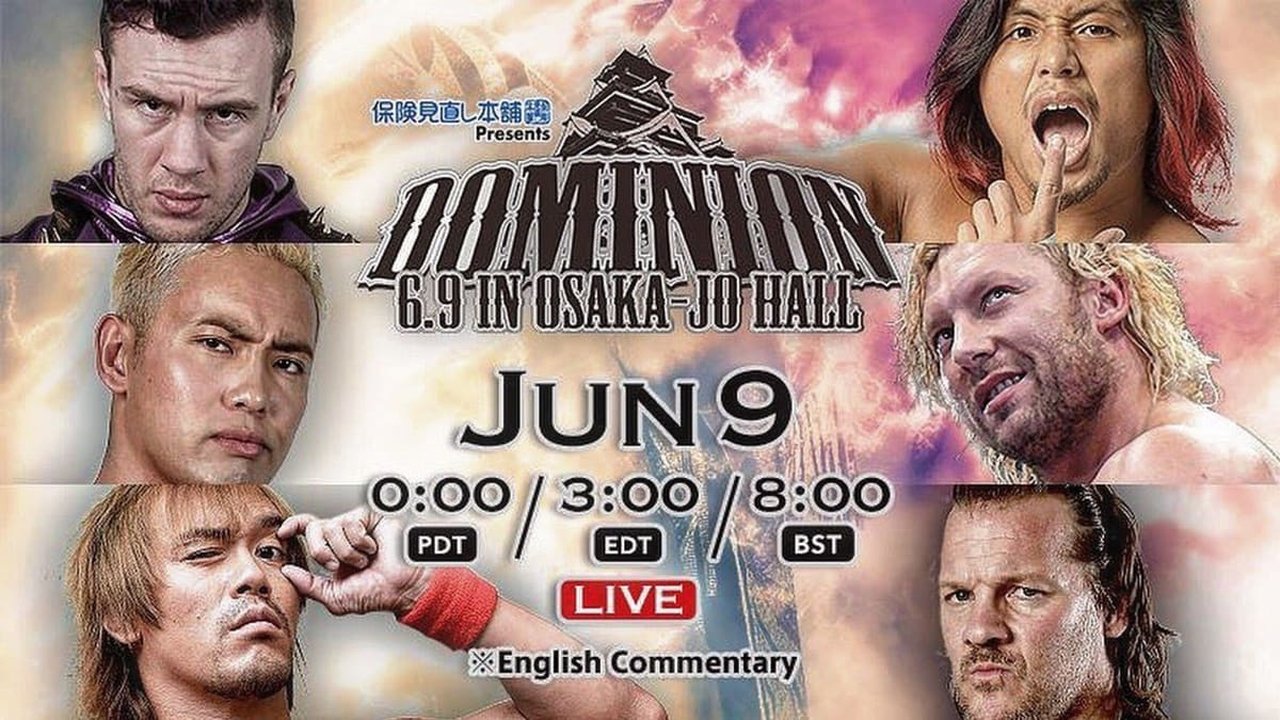 保険見直し本舗
Presents
DOMINION
6.9 IN OSAKA-JO HALL
JUN 9
0:00 / 3:00 / 8:00
PDT EDT BST
LIVE
※English Commentary